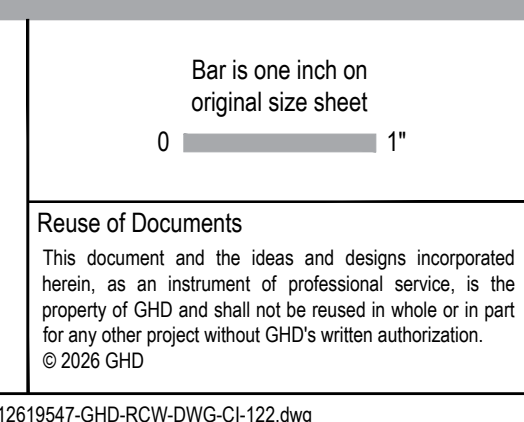 Bar is one inch on
original size sheet
0 1"
Reuse of Documents
This document and the ideas and designs incorporated
herein, as an instrument of professional service, is the
property of GHD and shall not be reused in whole or in part
for any other project without GHD's written authorization.
© 2026 GHD
12619547-GHD-RCW-DWG-CI-122.dwg